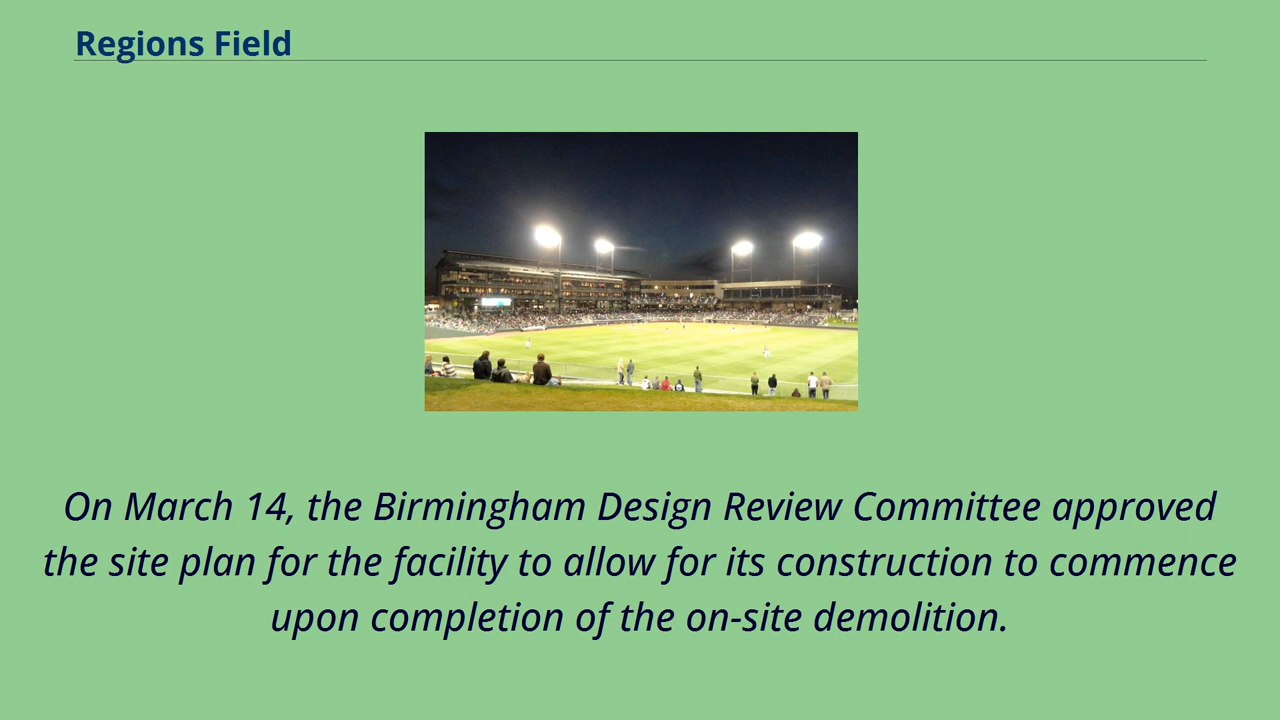 Regions Field
On March 14, the Birmingham Design Review Committee approved
the site plan for the facility to allow for its construction to commence
upon completion of the on-site demolition.